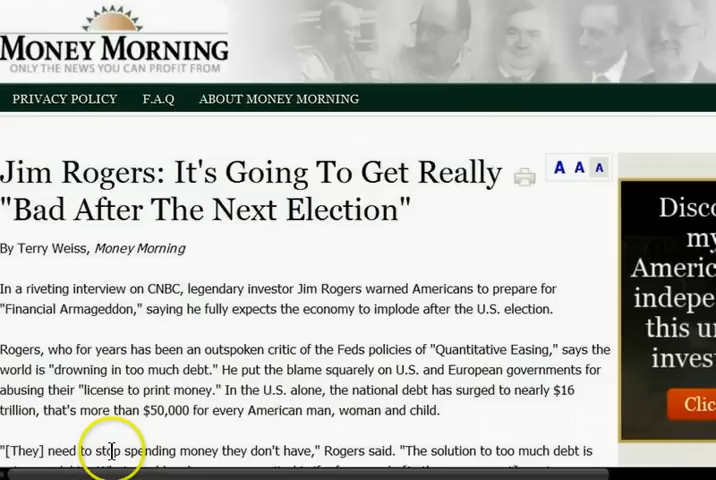 MONEY MORNING
ONLY THE NEWS YOU CAN PROFIT FROM
PRIVACY POLICY F.A.Q ABOUT MONEY MORNING
Jim Rogers: It's Going To Get Really
"Bad After The Next Election"
A A A
By Terry Weiss, Money Morning
In a riveting interview on CNBC, legendary investor Jim Rogers warned Americans to prepare for
"Financial Armageddon," saying he fully expects the economy to implode after the U.S. election.
Rogers, who for years has been an outspoken critic of the Feds policies of "Quantitative Easing," says the
world is "drowning in too much debt." He put the blame squarely on U.S. and European governments for
abusing their "license to print money." In the U.S. alone, the national debt has surged to nearly $16
trillion, that's more than $50,000 for every American man, woman and child.
"[They] need to stop spending money they don't have," Rogers said. "The solution to too much debt is
Disco
my
Americ
indepe
this u
invest
Clic